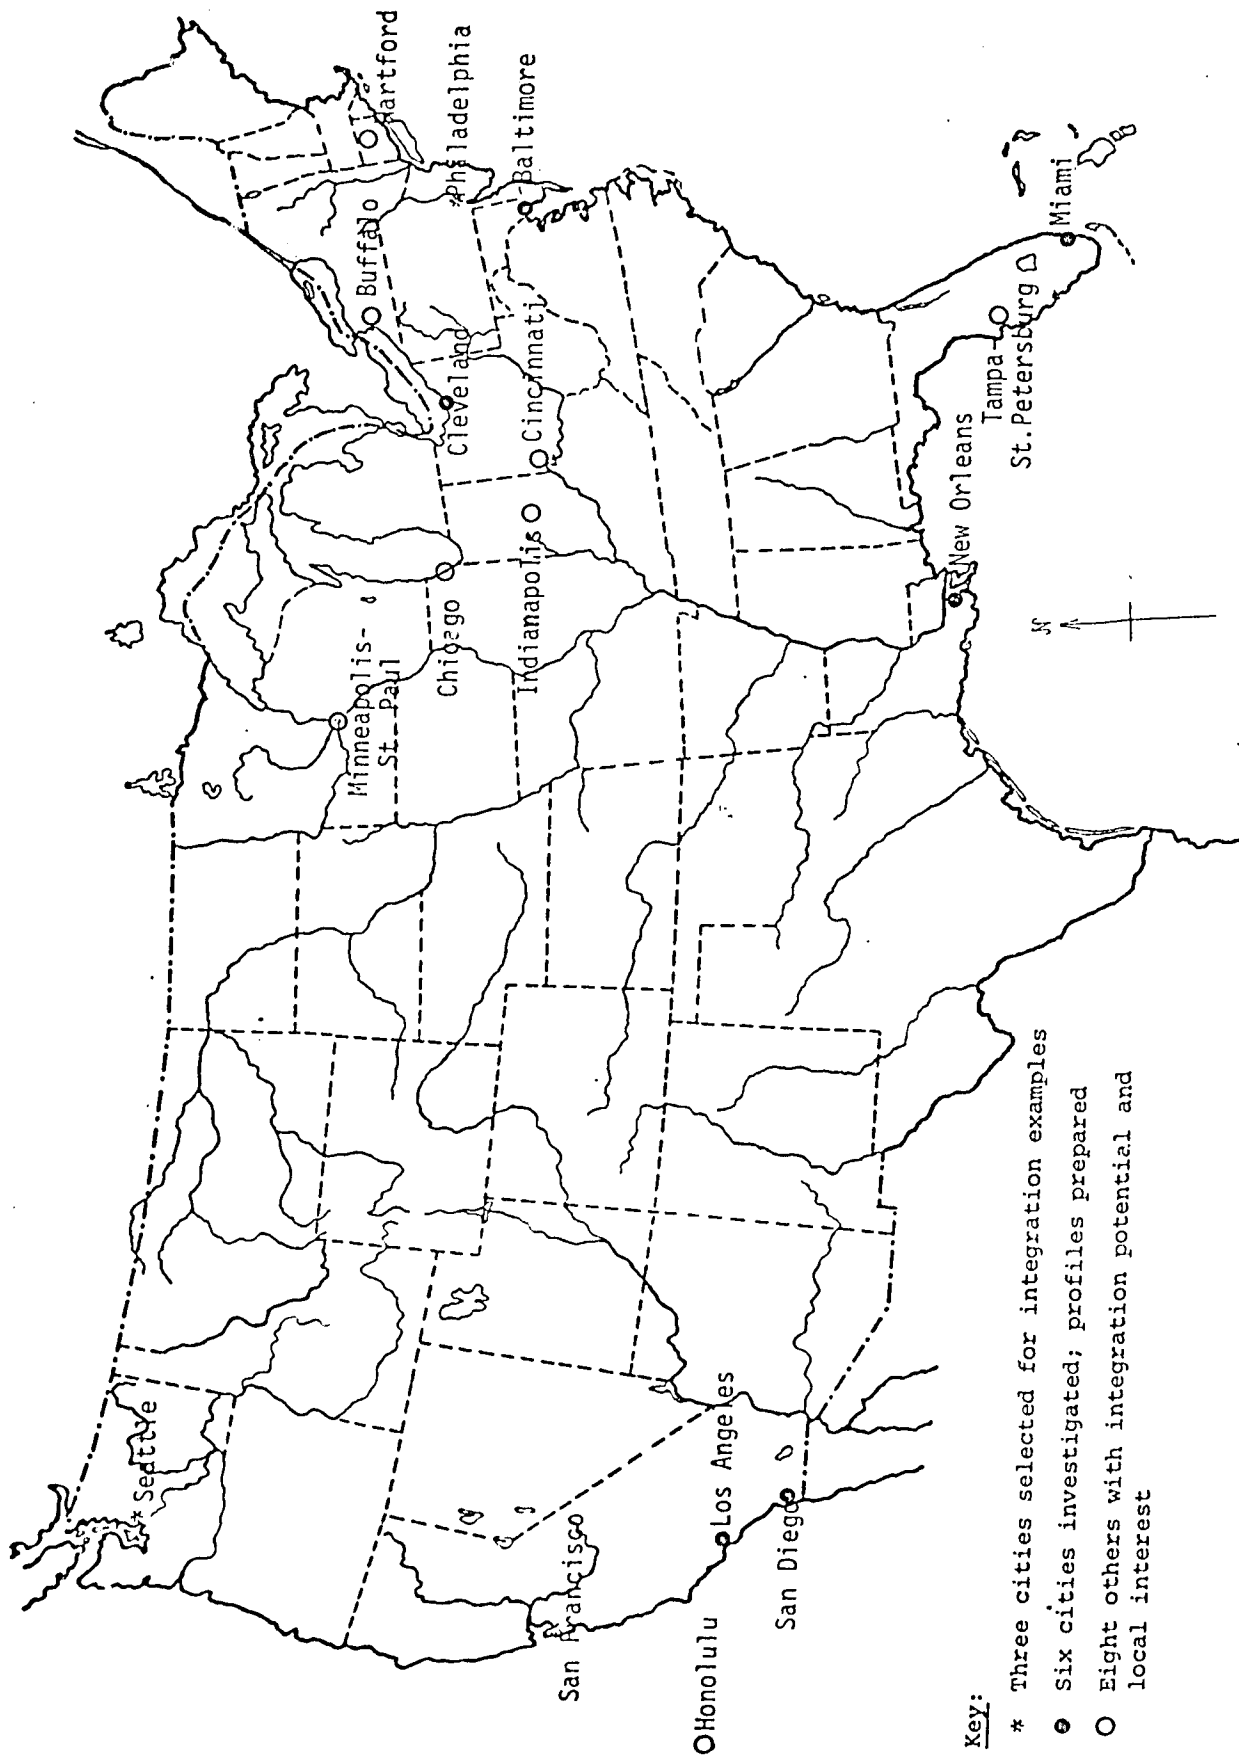 Seattle
San Francisco
Los Angeles
San Diego
Honolulu
Minneapolis-
St. Paul
Chicago
Indianapolis
Cincinnati
Cleveland
Buffalo
Hartford
*Philadelphia
Baltimore
New Orleans
Tampa-
St.Petersburg
Miami
N
Key:
* Three cities selected for integration examples
Six cities investigated; profiles prepared
Eight others with integration potential and
local interest